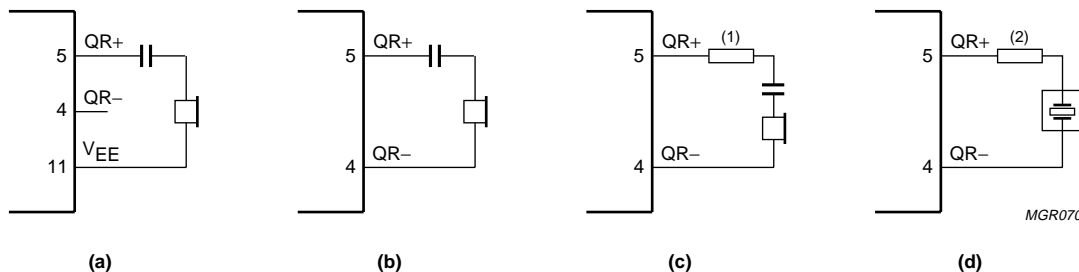 5 QR+
4 QR−
11 VEE
(a)
5 QR+
4 QR−
(b)
5 QR+ (1)
4 QR−
(c)
5 QR+ (2)
4 QR−
MGR070
(d)